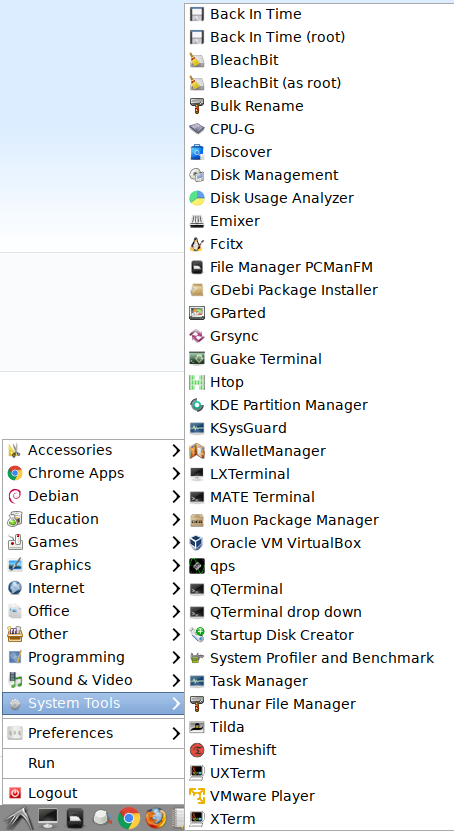 Back In Time
Back In Time (root)
BleachBit
BleachBit (as root)
Bulk Rename
CPU-G
Discover
Disk Management
Disk Usage Analyzer
Emixer
Fcitx
File Manager PCManFM
GDebi Package Installer
GParted
Grsync
Guake Terminal
Htop
KDE Partition Manager
KSysGuard
KWalletManager
LXTerminal
MATE Terminal
Muon Package Manager
Oracle VM VirtualBox
qps
QTerminal
QTerminal drop down
Startup Disk Creator
System Profiler and Benchmark
Task Manager
Thunar File Manager
Tilda
Timeshift
UXTerm
VMware Player
XTerm
Accessories
Chrome Apps
Debian
Education
Games
Graphics
Internet
Office
Other
Programming
Sound & Video
System Tools
Preferences
Run
Logout